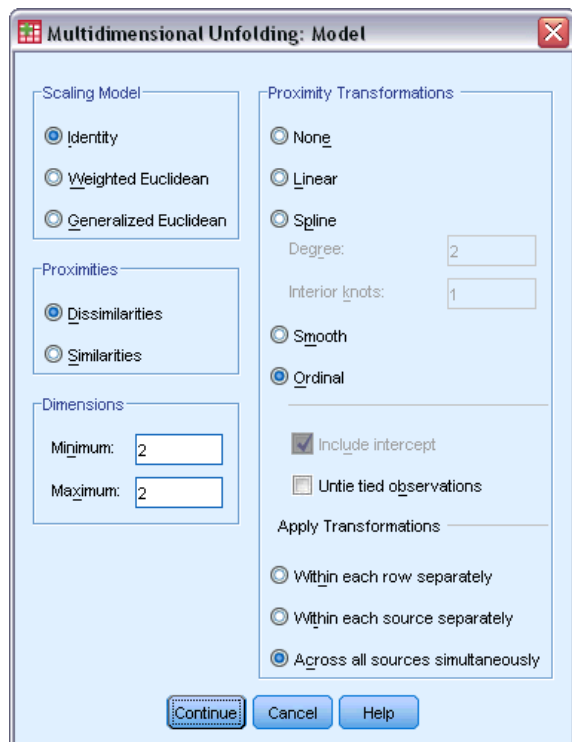 Multidimensional Unfolding: Model
Scaling Model
Identity
Weighted Euclidean
Generalized Euclidean
Proximities
Dissimilarities
Similarities
Dimensions
Minimum: 2
Maximum: 2
Proximity Transformations
None
Linear
Spline
Degree: 2
Interior knots: 1
Smooth
Ordinal
Include intercept
Untie tied observations
Apply Transformations
Within each row separately
Within each source separately
Across all sources simultaneously
Continue Cancel Help